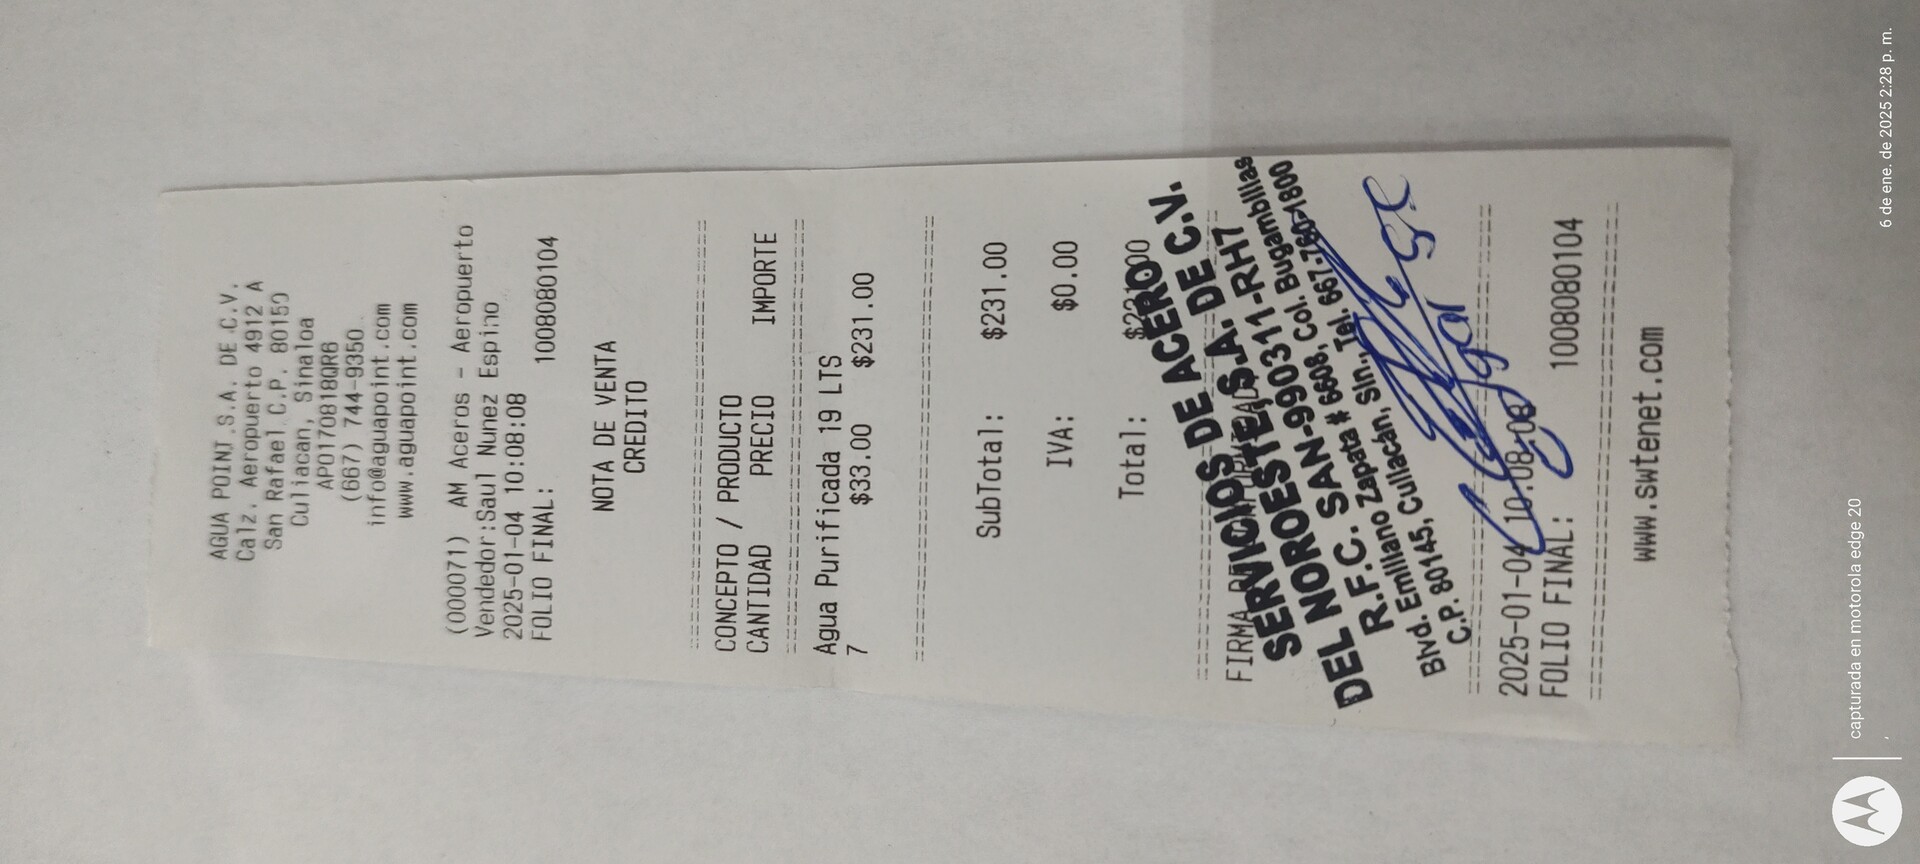 AGUA POINT S.A. DE C.V.
Calz. Aeropuerto 4912 A
San Rafael C.P. 80150
Culiacan, Sinaloa
APO170818QR6
(667) 744-9350
info@aguapoint.com
www.aguapoint.com
(000071) AM Aceros - Aeropuerto
Vendedor:Saul Nunez Espino
2025-01-04 10:08:08
FOLIO FINAL: 1008080104
NOTA DE VENTA
CREDITO
CONCEPTO / PRODUCTO
CANTIDAD PRECIO IMPORTE
Agua Purificada 19 LTS
7 $33.00 $231.00
SubTotal: $231.00
IVA: $0.00
Total:
FIRMA
SERVICIOS DE ACERO
DEL NOROESTE, S.A. DE C.V.
R.F.C. SAN-990311-RH7
Blvd. Emiliano Zapata # 6608, Col. Bugambilias
C.P. 80145, Culiacán, Sin., Tel. 667-760-1800
2025-01-04 10:08:08
FOLIO FINAL: 1008080104
www.swtenet.com
capturada en motorola edge 20
6 de ene. de 2025 2:28 p. m.